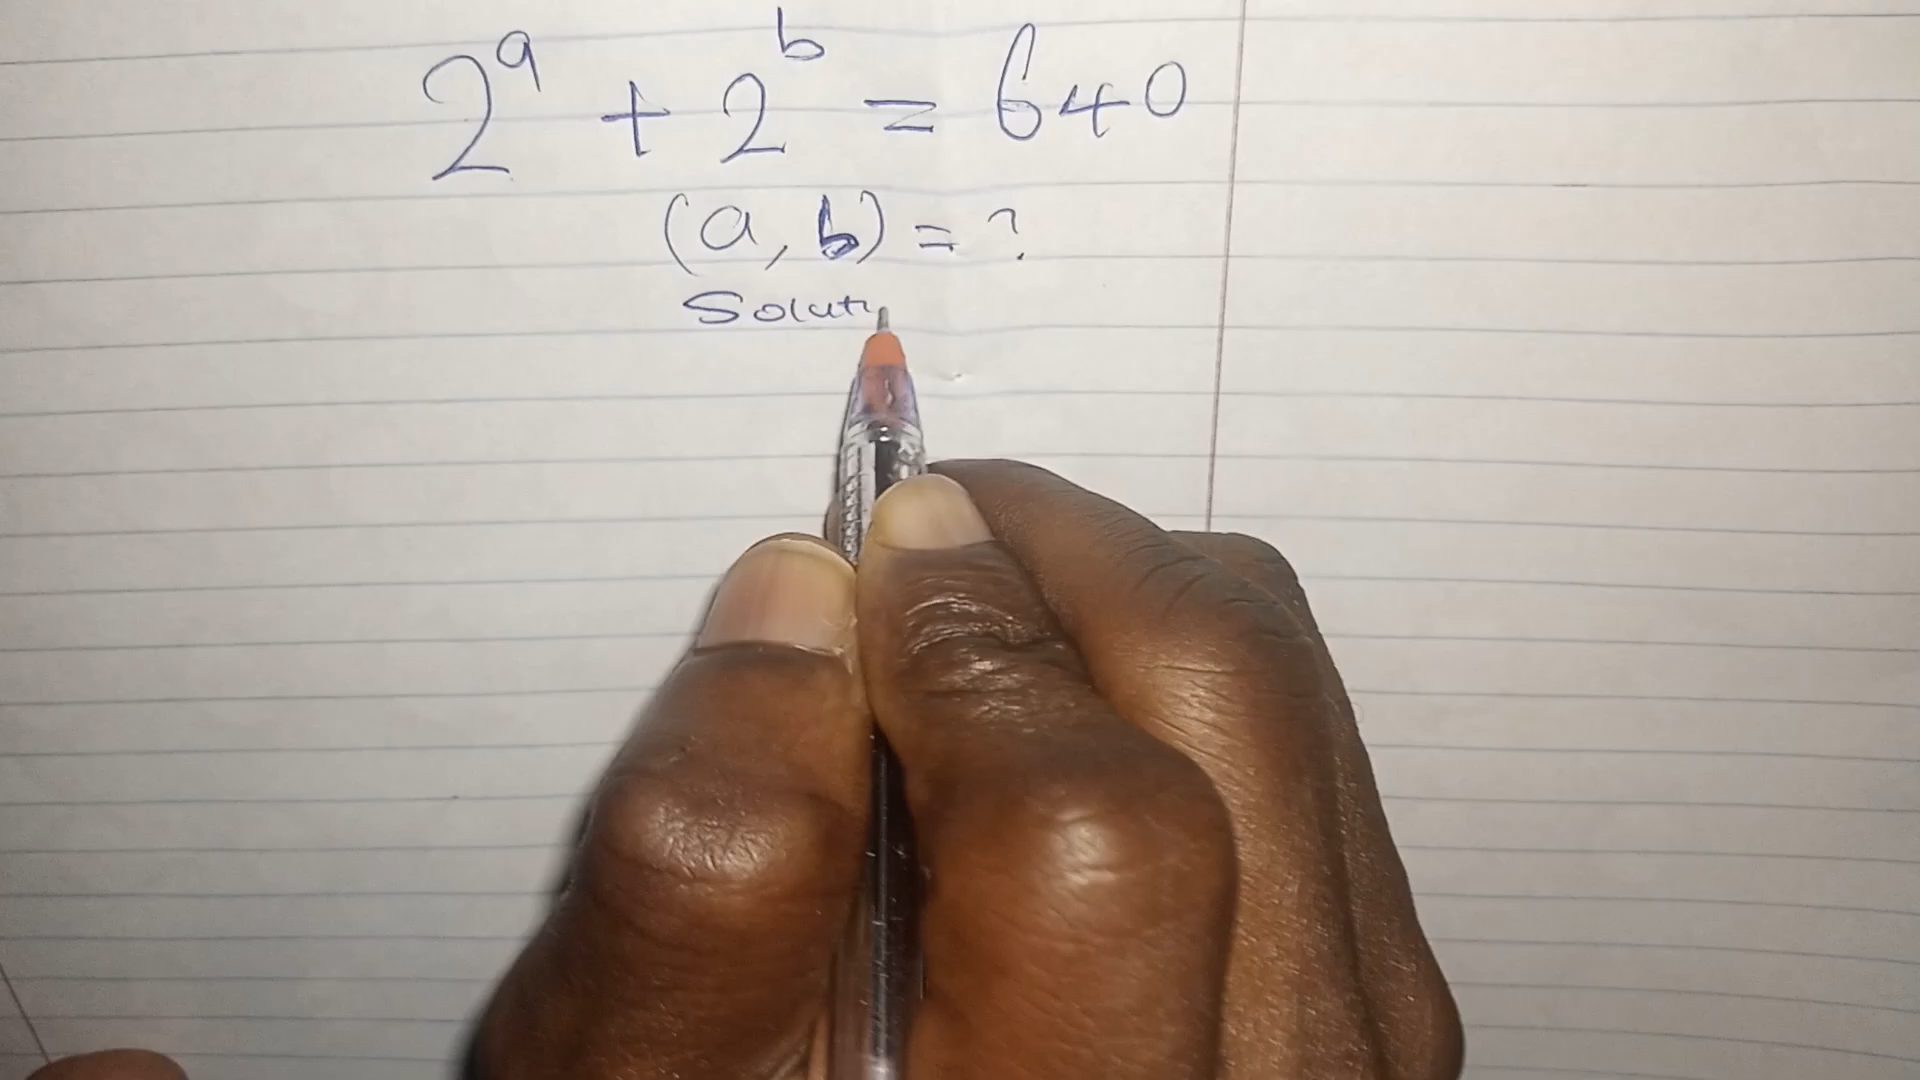 2^a + 2^b = 640
(a, b) = ?
Soluti